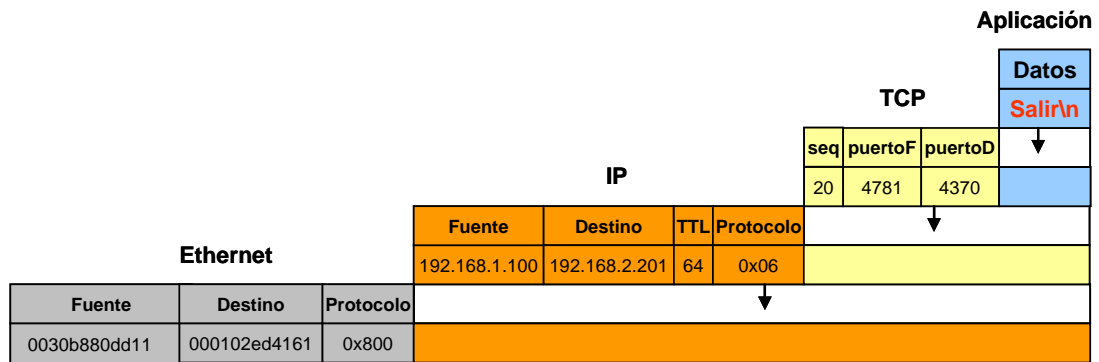 Aplicación
Datos
Salir\n
TCP
seq puertoF puertoD
20 4781 4370
IP
Fuente Destino TTL Protocolo
192.168.1.100 192.168.2.201 64 0x06
Ethernet
Fuente Destino Protocolo
0030b880dd11 000102ed4161 0x800